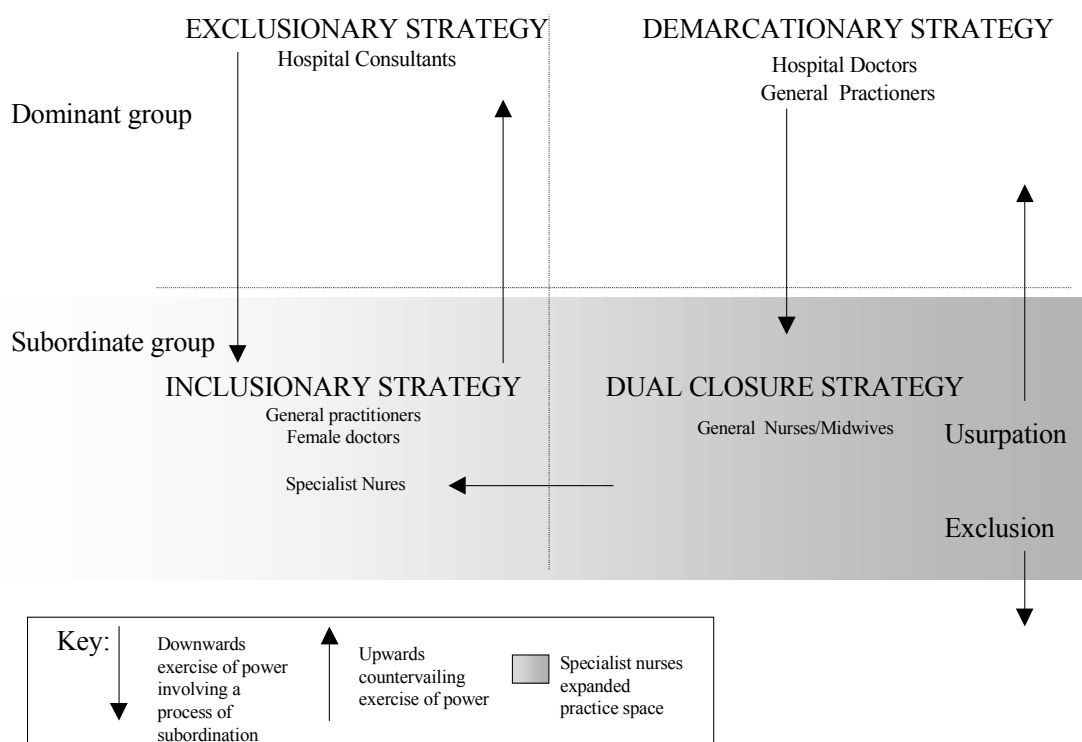 EXCLUSIONARY STRATEGY
Hospital Consultants
DEMARCATIONARY STRATEGY
Hospital Doctors
General Practioners
Dominant group
Subordinate group
INCLUSIONARY STRATEGY
General practitioners
Female doctors
Specialist Nures
DUAL CLOSURE STRATEGY
General Nurses/Midwives
Usurpation
Exclusion
Key:
Downwards
exercise of power
involving a
process of
subordination
Upwards
countervailing
exercise of power
Specialist nurses
expanded
practice space